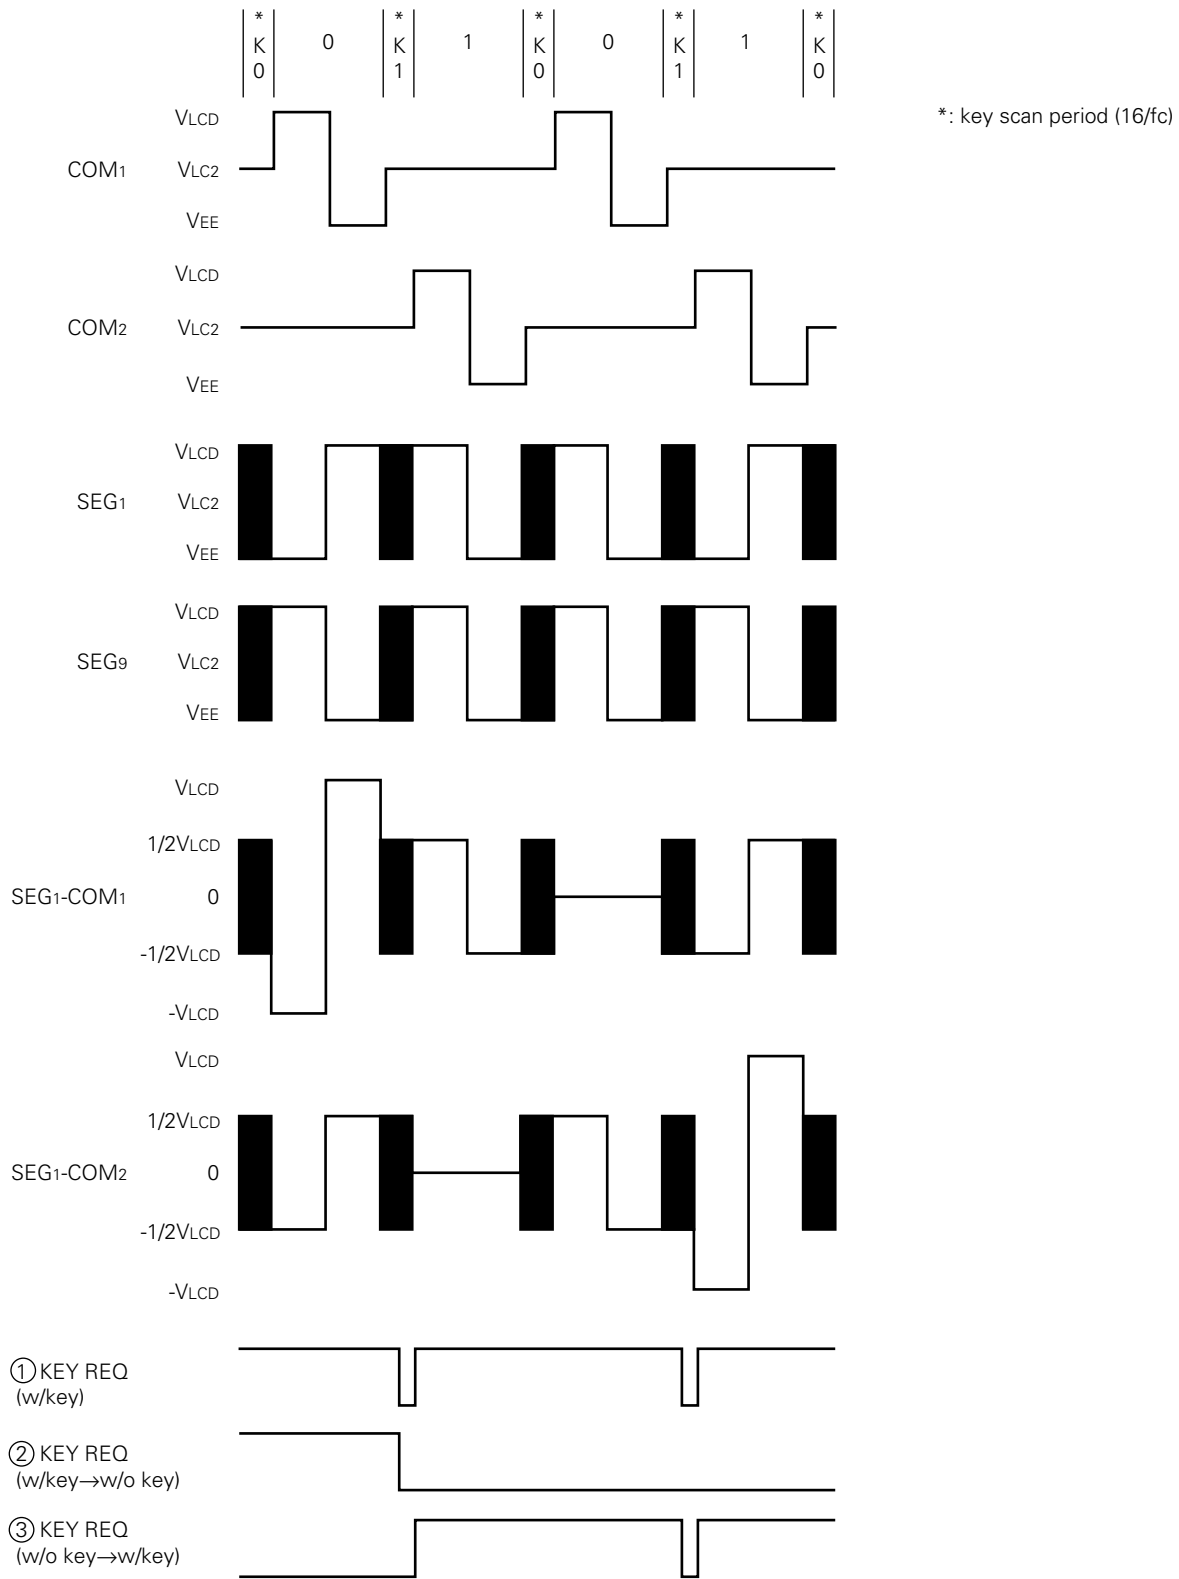 * * * * *
K 0 K 1 K 0 K 1 K
0 1 0 1 0
*: key scan period (16/fc)
VLCD
COM1 VLC2
VEE
VLCD
COM2 VLC2
VEE
VLCD
SEG1 VLC2
VEE
VLCD
SEG9 VLC2
VEE
VLCD
1/2VLCD
SEG1-COM1 0
-1/2VLCD
-VLCD
VLCD
1/2VLCD
SEG1-COM2 0
-1/2VLCD
-VLCD
① KEY REQ
(w/key)
② KEY REQ
(w/key→w/o key)
③ KEY REQ
(w/o key→w/key)